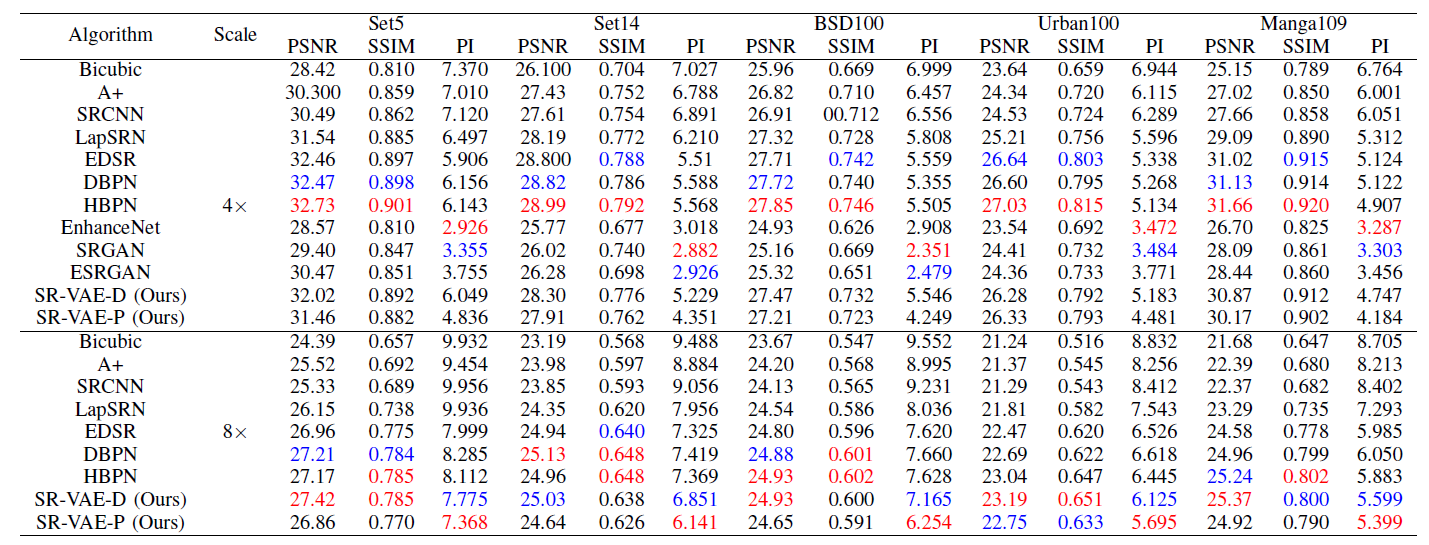 Algorithm Scale Set5 Set14 BSD100 Urban100 Manga109
PSNR SSIM PI PSNR SSIM PI PSNR SSIM PI PSNR SSIM PI PSNR SSIM PI
Bicubic 28.42 0.810 7.370 26.100 0.704 7.027 25.96 0.669 6.999 23.64 0.659 6.944 25.15 0.789 6.764
A+ 30.300 0.859 7.010 27.43 0.752 6.788 26.82 0.710 6.457 24.34 0.720 6.115 27.02 0.850 6.001
SRCNN 30.49 0.862 7.120 27.61 0.754 6.891 26.91 00.712 6.556 24.53 0.724 6.289 27.66 0.858 6.051
LapSRN 31.54 0.885 6.497 28.19 0.772 6.210 27.32 0.728 5.808 25.21 0.756 5.596 29.09 0.890 5.312
EDSR 32.46 0.897 5.906 28.800 0.788 5.51 27.71 0.742 5.559 26.64 0.803 5.338 31.02 0.915 5.124
DBPN 32.47 0.898 6.156 28.82 0.786 5.588 27.72 0.740 5.355 26.60 0.795 5.268 31.13 0.914 5.122
HBPN 4× 32.73 0.901 6.143 28.99 0.792 5.568 27.85 0.746 5.505 27.03 0.815 5.134 31.66 0.920 4.907
EnhanceNet 28.57 0.810 2.926 25.77 0.677 3.018 24.93 0.626 2.908 23.54 0.692 3.472 26.70 0.825 3.287
SRGAN 29.40 0.847 3.355 26.02 0.740 2.882 25.16 0.669 2.351 24.41 0.732 3.484 28.09 0.861 3.303
ESRGAN 30.47 0.851 3.755 26.28 0.698 2.926 25.32 0.651 2.479 24.36 0.733 3.771 28.44 0.860 3.456
SR-VAE-D (Ours) 32.02 0.892 6.049 28.30 0.776 5.229 27.47 0.732 5.546 26.28 0.792 5.183 30.87 0.912 4.747
SR-VAE-P (Ours) 31.46 0.882 4.836 27.91 0.762 4.351 27.21 0.723 4.249 26.33 0.793 4.481 30.17 0.902 4.184
Bicubic 24.39 0.657 9.932 23.19 0.568 9.488 23.67 0.547 9.552 21.24 0.516 8.832 21.68 0.647 8.705
A+ 25.52 0.692 9.454 23.98 0.597 8.884 24.20 0.568 8.995 21.37 0.545 8.256 22.39 0.680 8.213
SRCNN 25.33 0.689 9.956 23.85 0.593 9.056 24.13 0.565 9.231 21.29 0.543 8.412 22.37 0.682 8.402
LapSRN 26.15 0.738 9.936 24.35 0.620 7.956 24.54 0.586 8.036 21.81 0.582 7.543 23.29 0.735 7.293
EDSR 8× 26.96 0.775 7.999 24.94 0.640 7.325 24.80 0.596 7.620 22.47 0.620 6.526 24.58 0.778 5.985
DBPN 27.21 0.784 8.285 25.13 0.648 7.419 24.88 0.601 7.660 22.69 0.622 6.618 24.96 0.799 6.050
HBPN 27.17 0.785 8.112 24.96 0.648 7.369 24.93 0.602 7.628 23.04 0.647 6.445 25.24 0.802 5.883
SR-VAE-D (Ours) 27.42 0.785 7.775 25.03 0.638 6.851 24.93 0.600 7.165 23.19 0.651 6.125 25.37 0.800 5.599
SR-VAE-P (Ours) 26.86 0.770 7.368 24.64 0.626 6.141 24.65 0.591 6.254 22.75 0.633 5.695 24.92 0.790 5.399